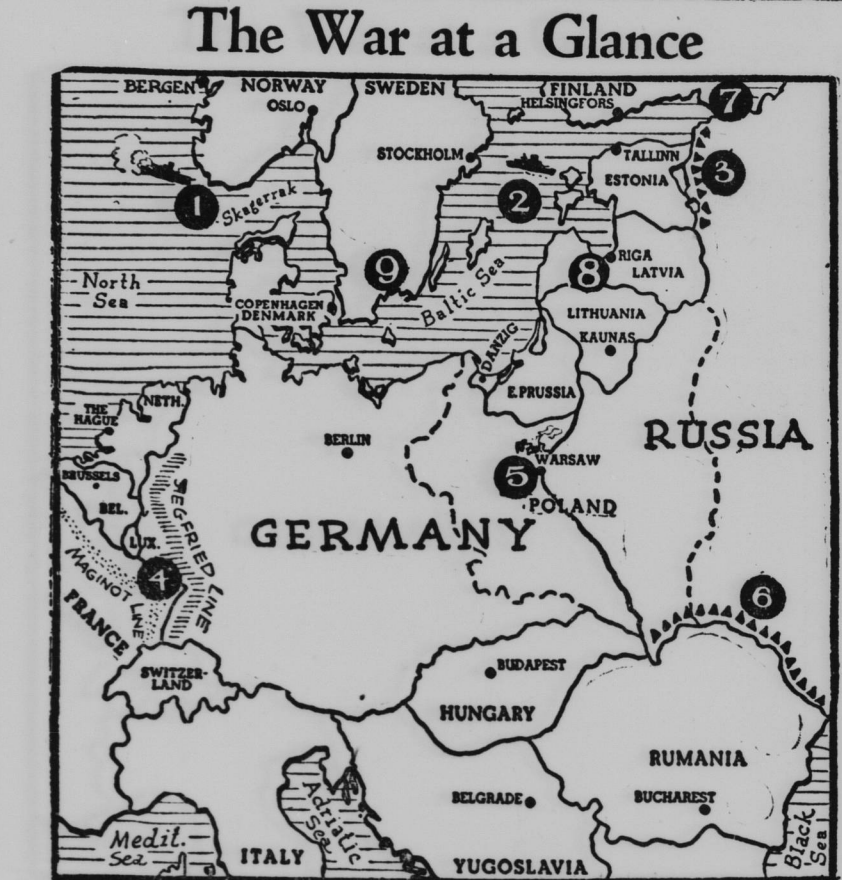 The War at a Glance
BERGEN
NORWAY
OSLO
SWEDEN
FINLAND
HELSINGFORS
7
STOCKHOLM
TALLINN
ESTONIA
3
1
Skagerrak
2
9
RIGA
8
LATVIA
North
Sea
COPENHAGEN
DENMARK
Baltic Sea
LITHUANIA
KAUNAS
DANZIG
E. PRUSSIA
NETH.
THE
HAGUE
BERLIN
RUSSIA
BRUSSELS
BEL.
WARSAW
5
POLAND
SIEGFRIED LINE
GERMANY
LUX.
4
MAGINOT LINE
FRANCE
6
SWITZER-
LAND
BUDAPEST
HUNGARY
RUMANIA
BELGRADE
BUCHAREST
Adriatic
Sea
Medit.
Sea
ITALY
YUGOSLAVIA
Black
Sea